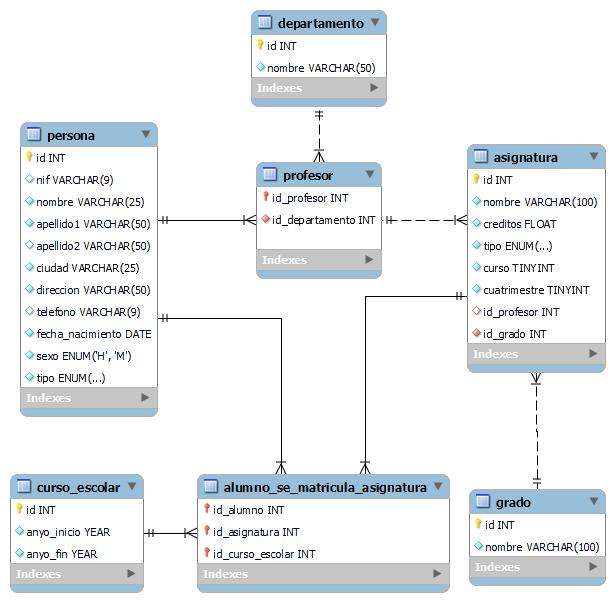 departamento
id INT
nombre VARCHAR(50)
Indexes
persona
id INT
nif VARCHAR(9)
nombre VARCHAR(25)
apellido1 VARCHAR(50)
apellido2 VARCHAR(50)
ciudad VARCHAR(25)
direccion VARCHAR(50)
telefono VARCHAR(9)
fecha_nacimiento DATE
sexo ENUM('H', 'M')
tipo ENUM(...)
Indexes
profesor
id_profesor INT
id_departamento INT
Indexes
asignatura
id INT
nombre VARCHAR(100)
creditos FLOAT
tipo ENUM(...)
curso TINYINT
cuatrimestre TINYINT
id_profesor INT
id_grado INT
Indexes
curso_escolar
id INT
anyo_inicio YEAR
anyo_fin YEAR
Indexes
alumno_se_matricula_asignatura
id_alumno INT
id_asignatura INT
id_curso_escolar INT
Indexes
grado
id INT
nombre VARCHAR(100)
Indexes